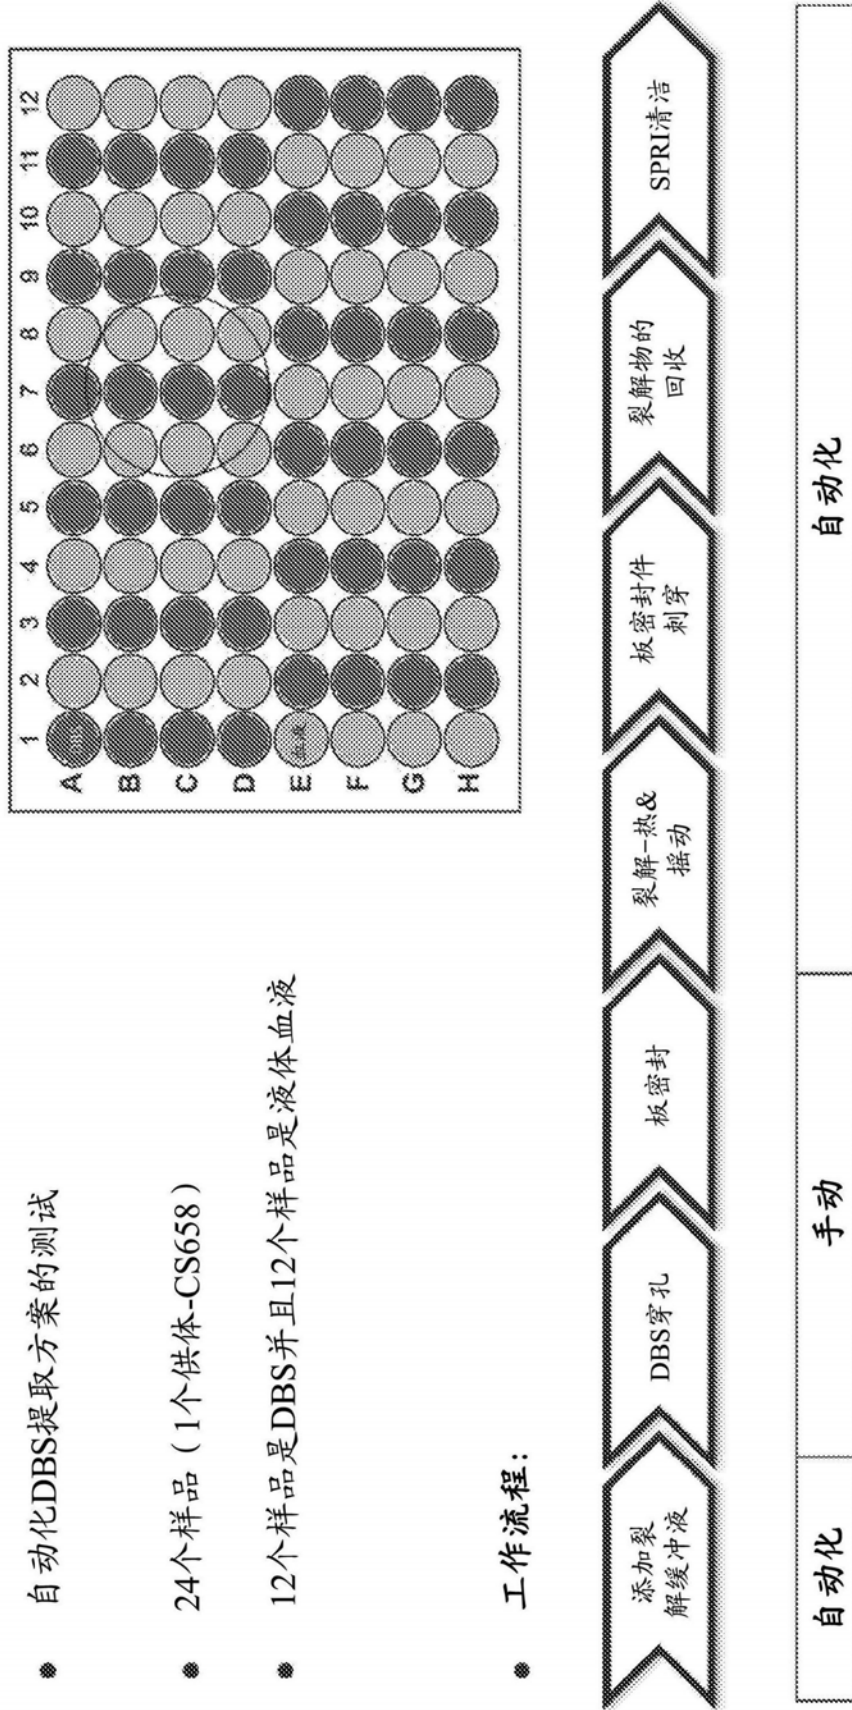 自动化DBS提取方案的测试
24个样品（1个供体-CS658）
12个样品是DBS并且12个样品是液体血液
1 2 3 4 5 6 7 8 9 10 11 12
A
B
C
D
E
F
G
H
DBS
血液
工作流程:
添加裂
解缓冲液
DBS穿孔
板密封
裂解-热&
摇动
板密封件
刺穿
裂解物的
回收
SPRI清洁
自动化
手动
自动化